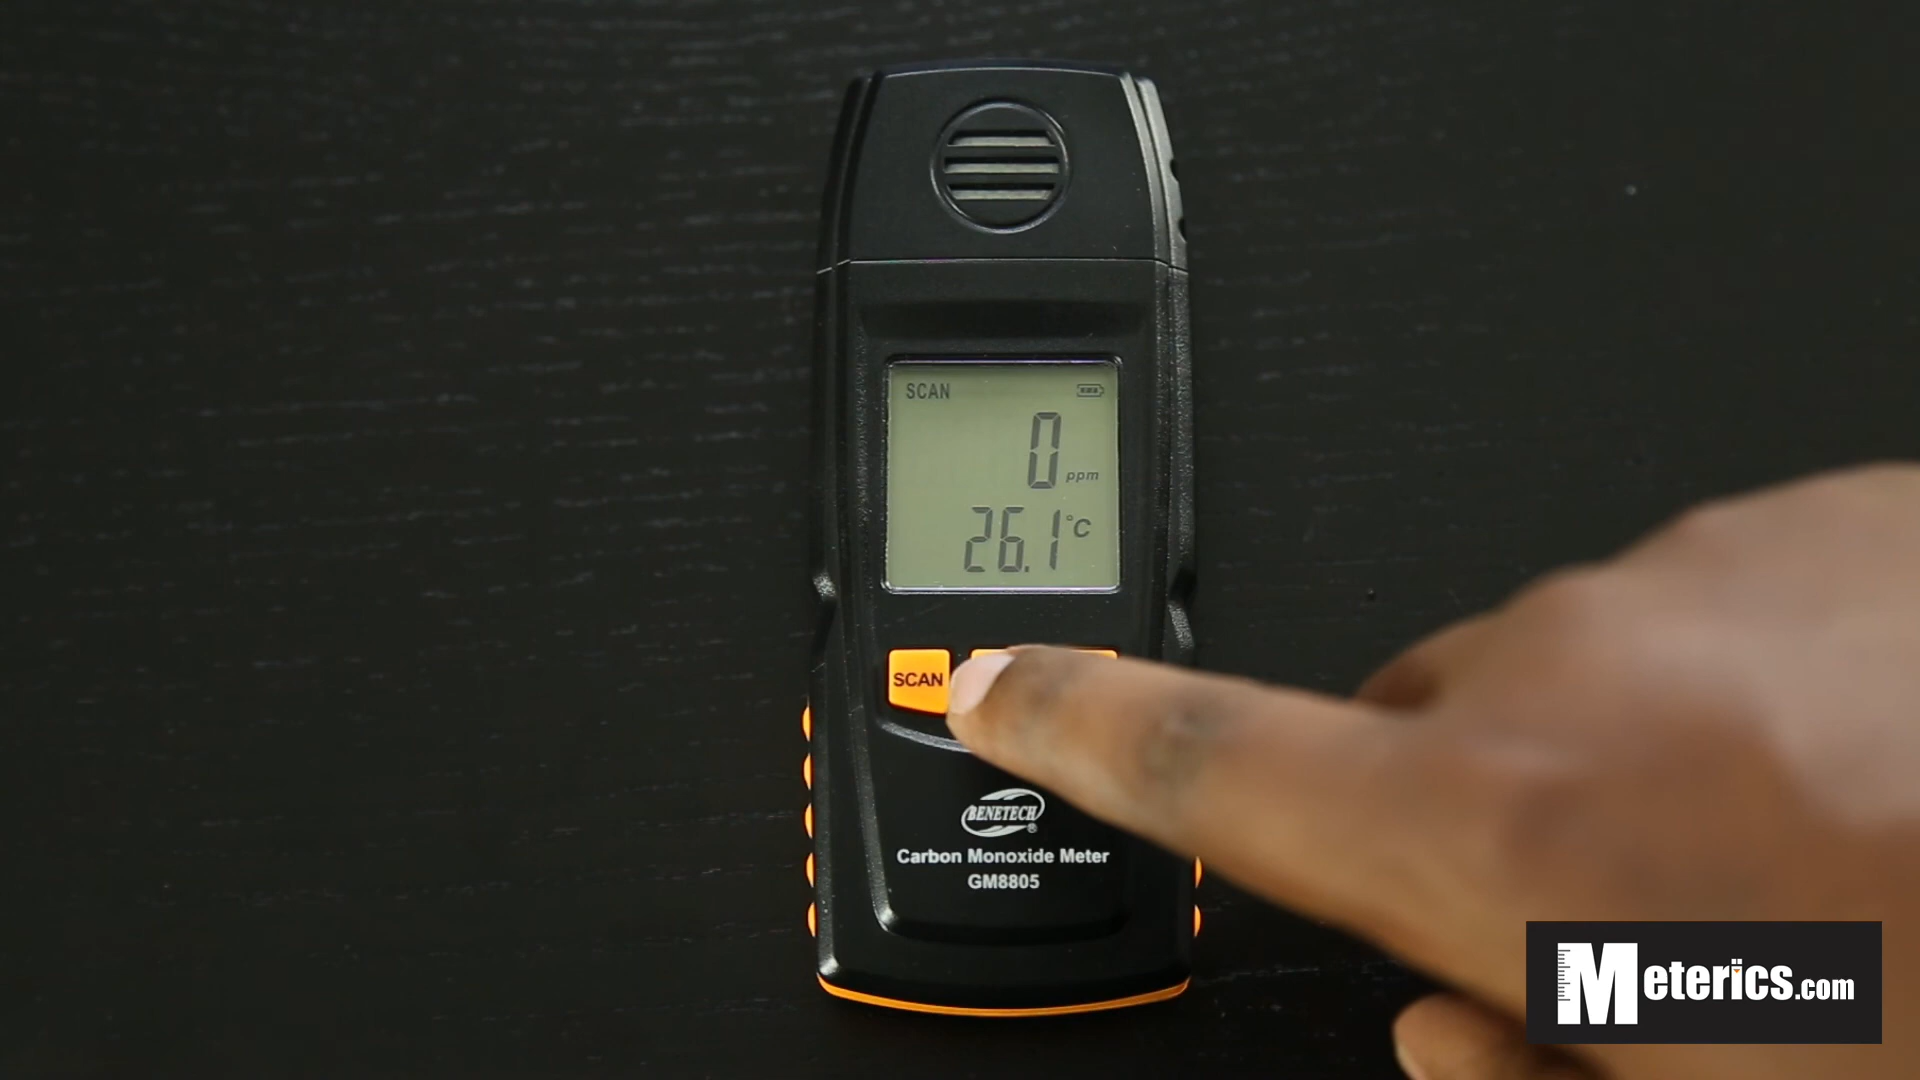 SCAN
0 ppm
26.1 °C
SCAN
BENETECH®
Carbon Monoxide Meter
GM8805
Meterics.com